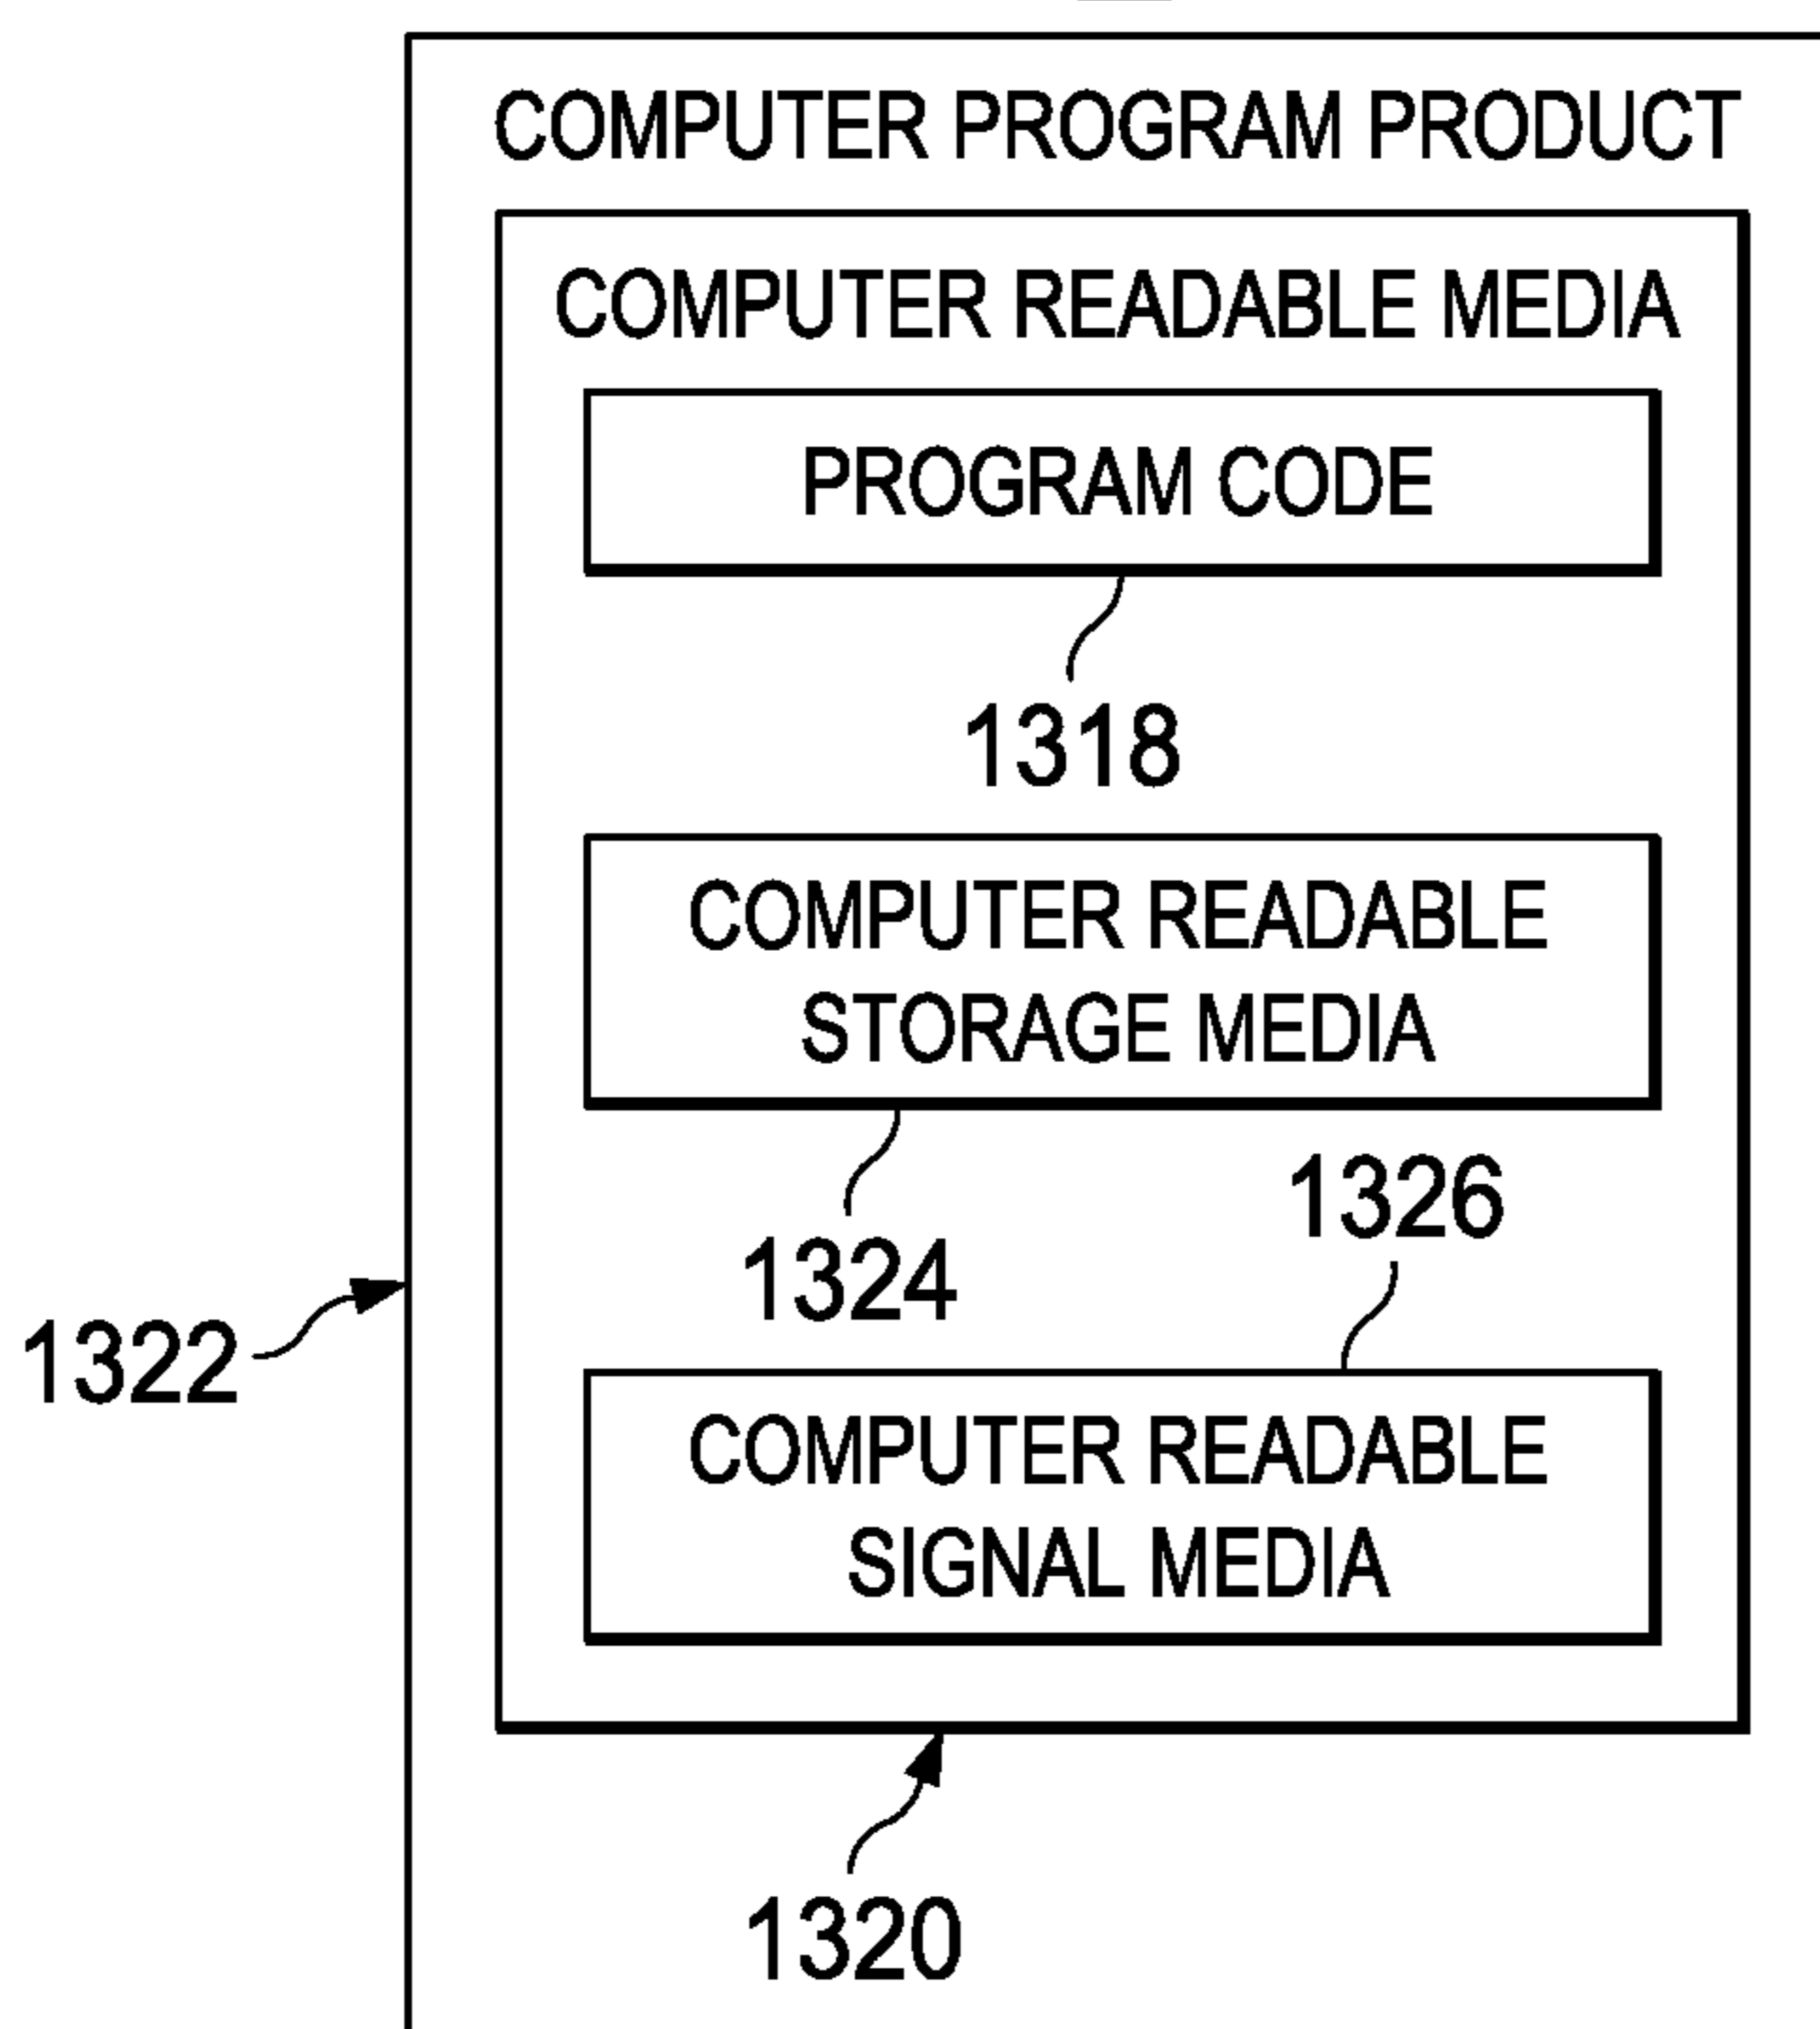 COMPUTER PROGRAM PRODUCT
COMPUTER READABLE MEDIA
PROGRAM CODE
1318
COMPUTER READABLE
STORAGE MEDIA
1326
1324
1322
COMPUTER READABLE
SIGNAL MEDIA
1320